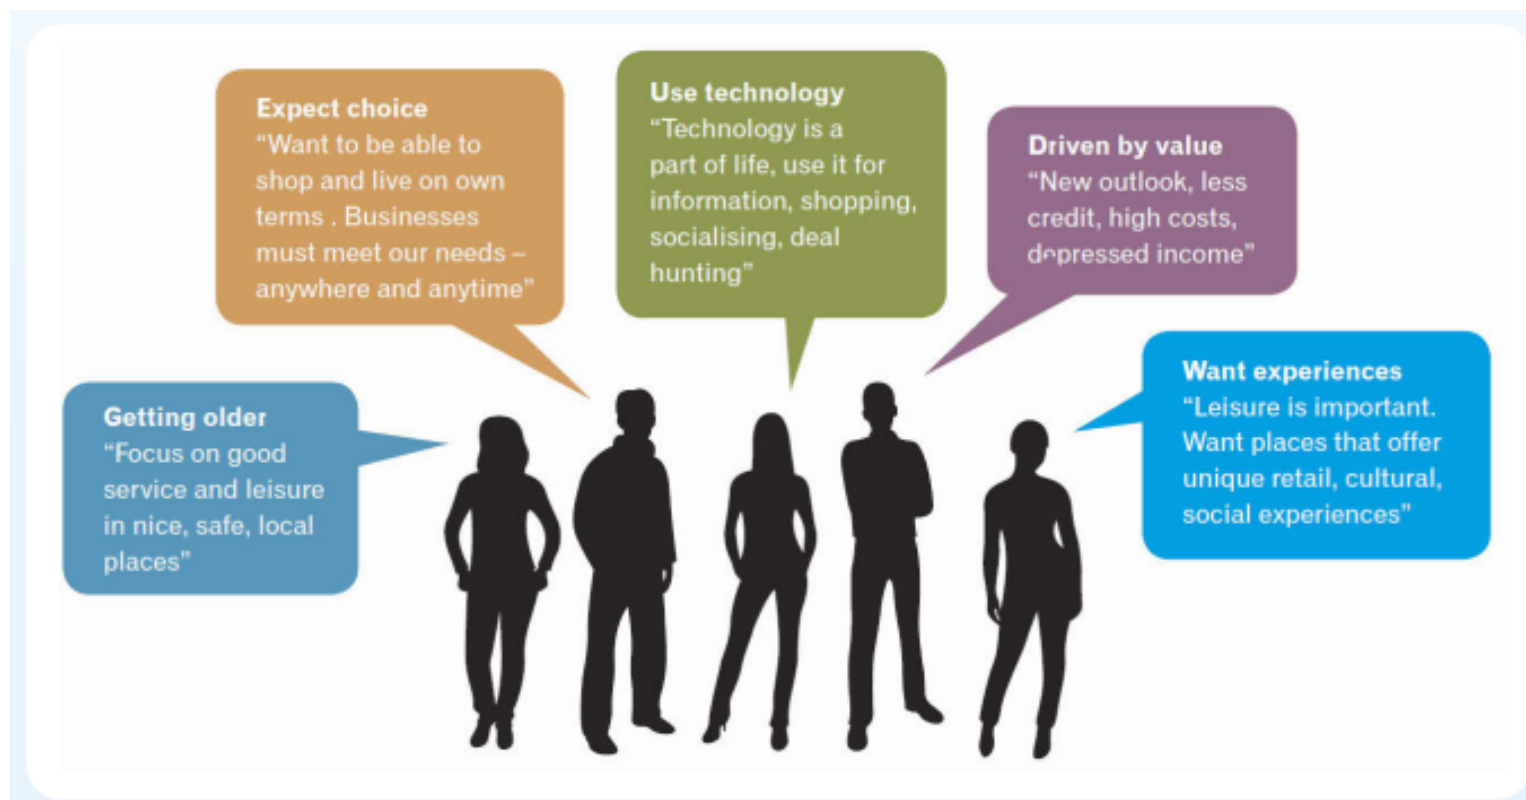 Expect choice
“Want to be able to
shop and live on own
terms . Businesses
must meet our needs –
anywhere and anytime”
Use technology
“Technology is a
part of life, use it for
information, shopping,
socialising, deal
hunting”
Driven by value
“New outlook, less
credit, high costs,
depressed income”
Getting older
“Focus on good
service and leisure
in nice, safe, local
places”
Want experiences
“Leisure is important.
Want places that offer
unique retail, cultural,
social experiences”